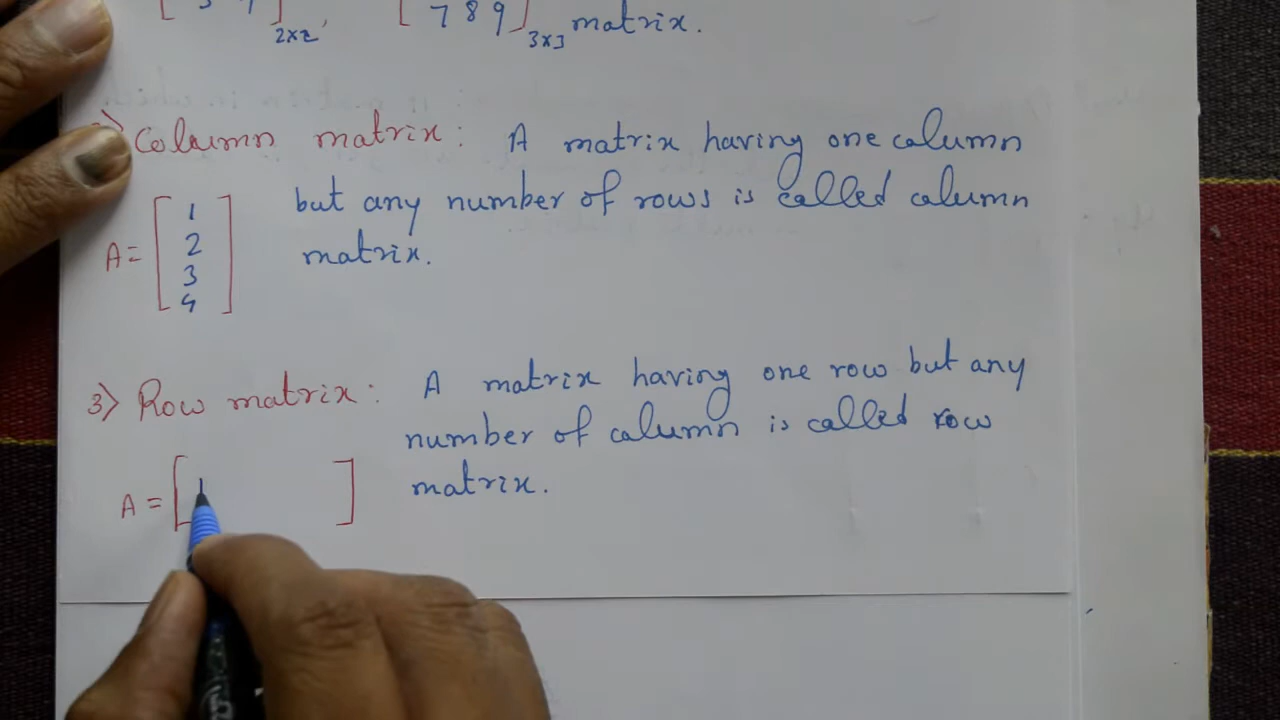 2x2, 7 8 9 3x3 matrix.
Column matrix: A matrix having one column
but any number of rows is called column
matrix.
A = [ 1
2
3
4 ]
3) Row matrix: A matrix having one row but any
number of column is called row
matrix.
A = [ 1 ]